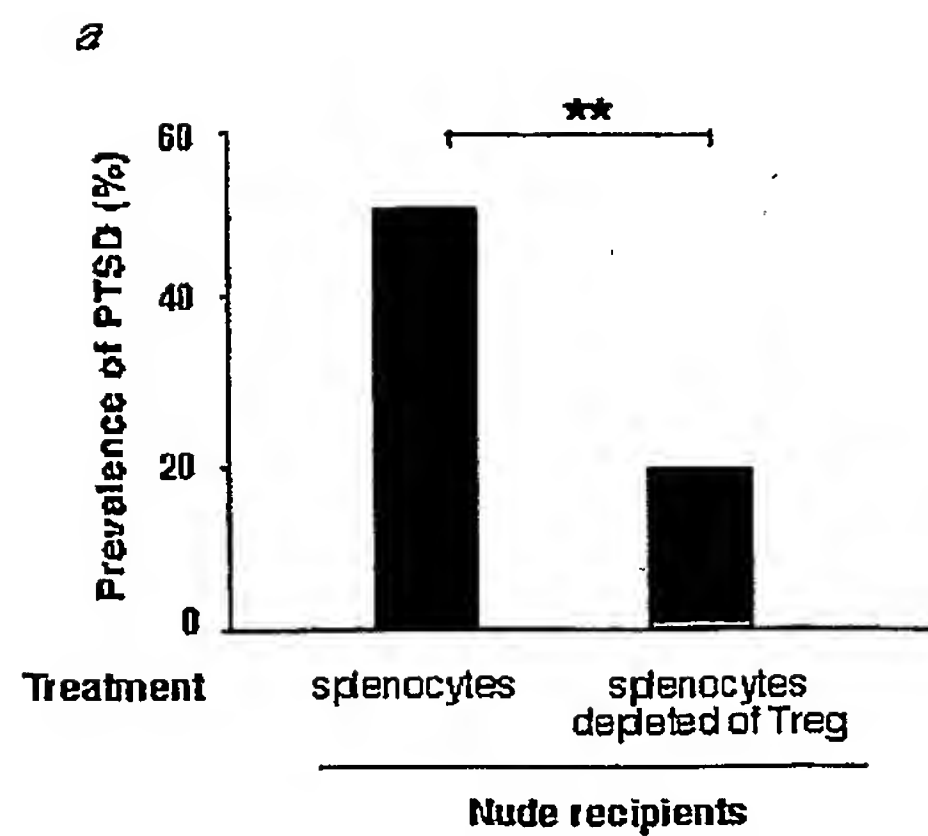 a
**
60
40
20
0
Prevalence of PTSD (%)
Treatment
splenocytes
splenocytes
depleted of Treg
Nude recipients